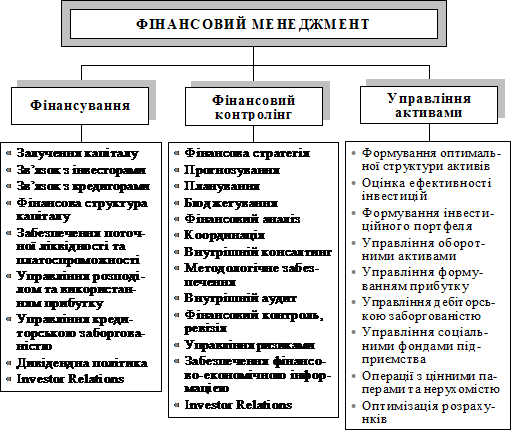 ФІНАНСОВИЙ МЕНЕДЖМЕНТ
Фінансування
« Залучення капіталу
« Зв’язок з інвесторами
« Зв’язок з кредиторами
« Фінансова структура
капіталу
« Забезпечення поточ-
ної ліквідності та
платоспроможності
« Управління розподі-
лом та використан-
ням прибутку
« Управління креди-
торською заборгова-
ністю
« Дивідендна політика
« Investor Relations
Фінансовий
контролінг
« Фінансова стратегія
« Прогнозування
« Планування
« Бюджетування
« Фінансовий аналіз
« Координація
« Внутрішній консалтинг
« Методологічне забез-
печення
« Внутрішній аудит
« Фінансовий контроль,
ревізія
« Управління ризиками
« Забезпечення фінансо-
во-економічною інфор-
мацією
« Investor Relations
Управління
активами
• Формування оптималь-
ної структури активів
• Оцінка ефективності
інвестицій
• Формування інвести-
ційного портфеля
• Управління оборот-
ними активами
• Управління форму-
ванням прибутку
• Управління дебіторсь-
кою заборгованістю
• Управління соціаль-
ними фондами під-
приємства
• Операції з цінними па-
перами та нерухомістю
• Оптимізація розраху-
нків